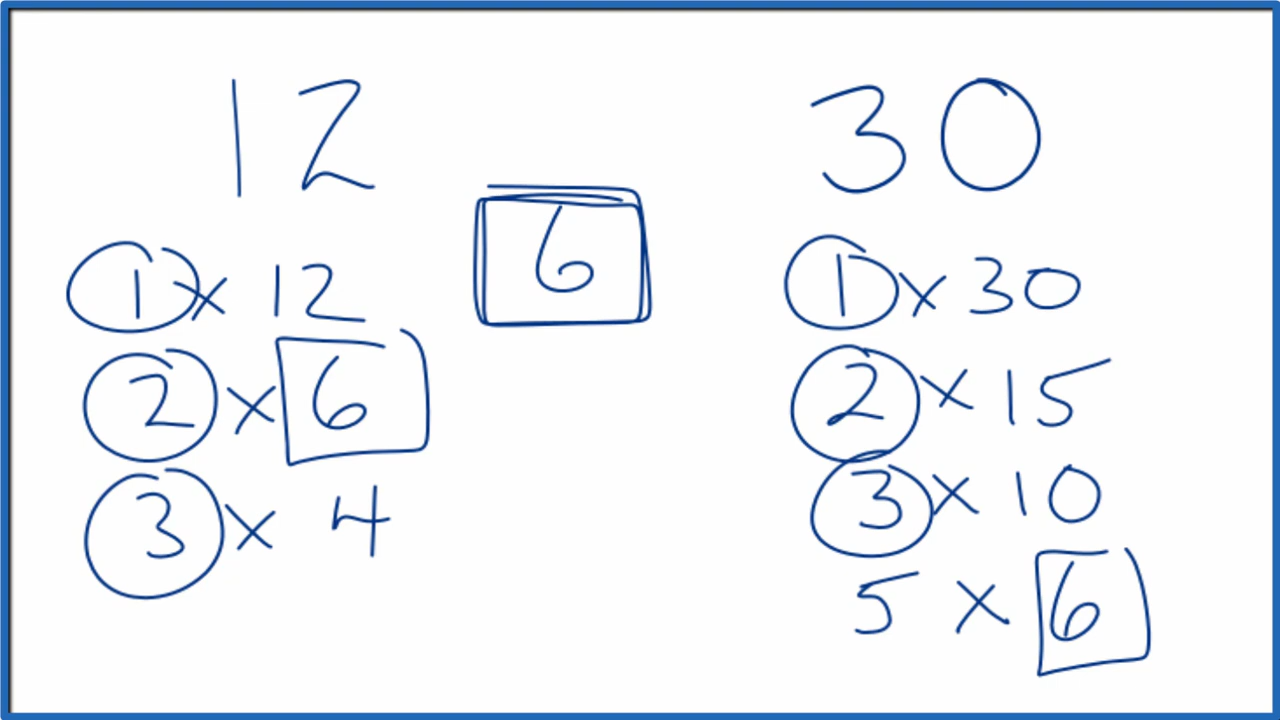 12 30
6
1 x 12 1 x 30
2 x 6 2 x 15
3 x 4 3 x 10
5 x 6